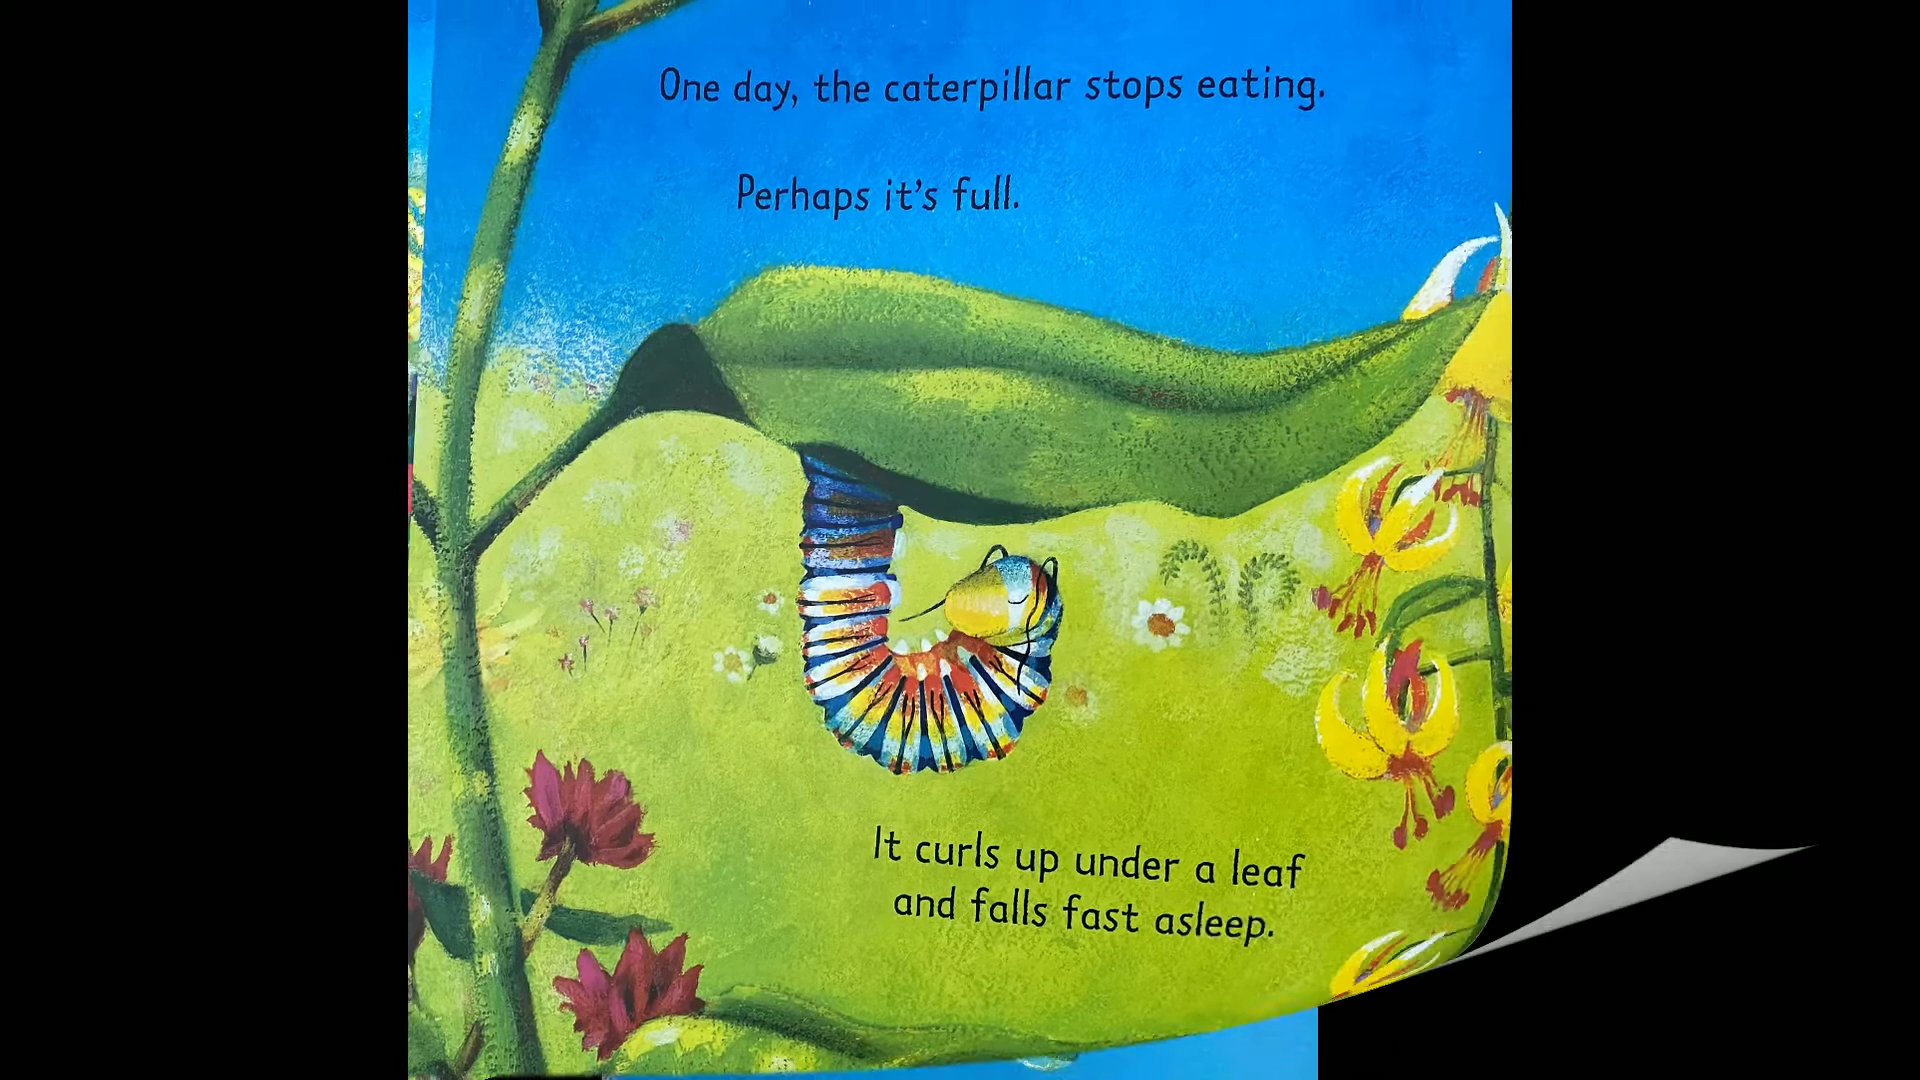 One day, the caterpillar stops eating.
Perhaps it's full.
It curls up under a leaf
and falls fast asleep.